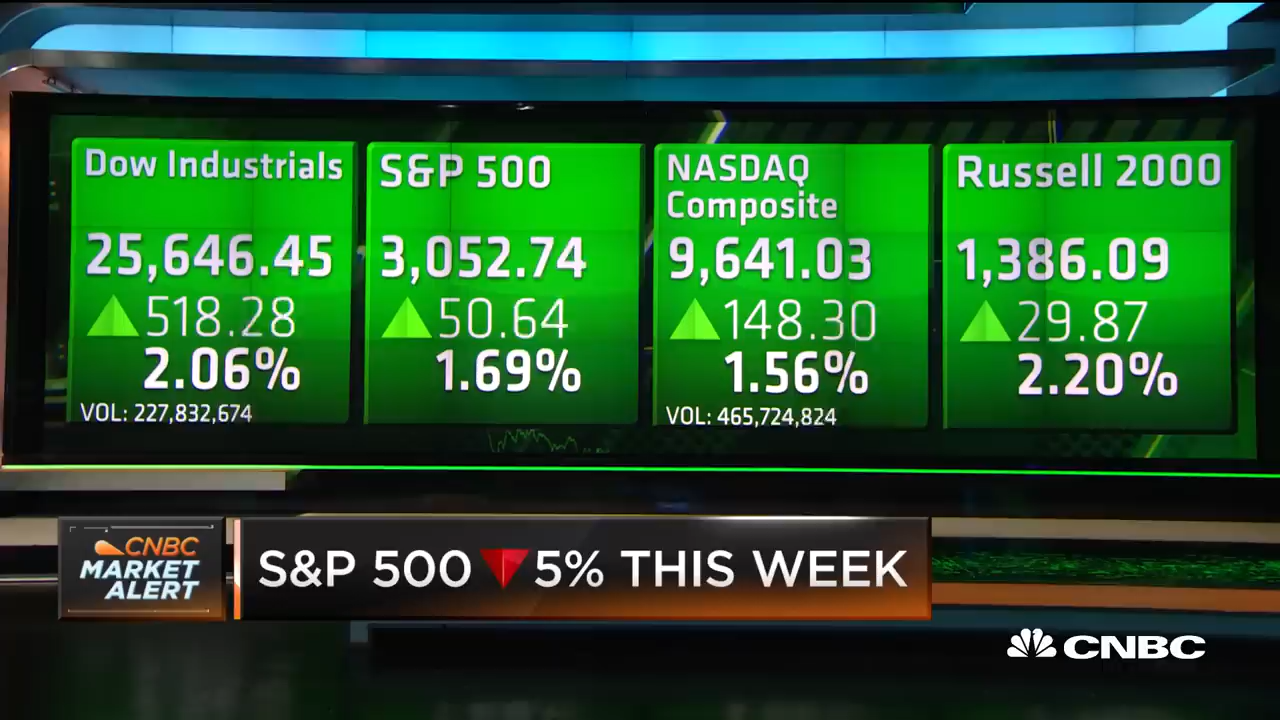 Dow Industrials
25,646.45
518.28
2.06%
VOL: 227,832,674
S&P 500
3,052.74
50.64
1.69%
NASDAQ
Composite
9,641.03
148.30
1.56%
VOL: 465,724,824
Russell 2000
1,386.09
29.87
2.20%
CNBC
MARKET
ALERT
S&P 500 ▼5% THIS WEEK
CNBC